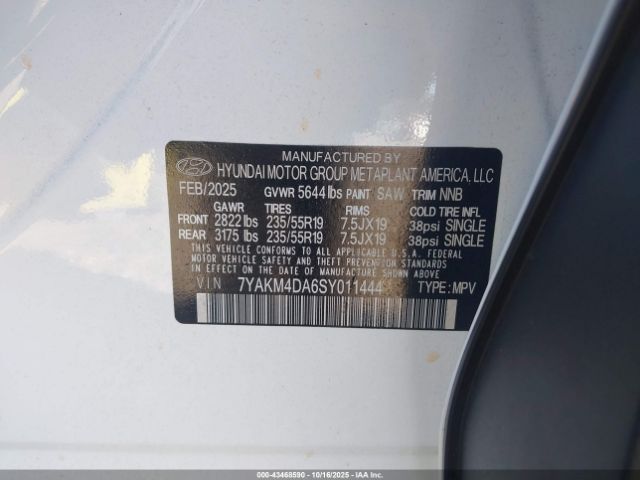 MANUFACTURED BY
HYUNDAI MOTOR GROUP METAPLANT AMERICA, LLC
FEB/2025 GVWR 5644 lbs PAINT SAW TRIM NNB
GAWR TIRES RIMS COLD TIRE INFL
FRONT 2822 lbs 235/55R19 7.5JX19 38psi SINGLE
REAR 3175 lbs 235/55R19 7.5JX19 38psi SINGLE
THIS VEHICLE CONFORMS TO ALL APPLICABLE U.S. FEDERAL
MOTOR VEHICLE SAFETY AND THEFT PREVENTION STANDARDS
IN EFFECT ON THE DATE OF MANUFACTURE SHOWN ABOVE.
VIN 7YAKM4DA6SY011444 TYPE: MPV
000-43468590 - 10/16/2025 - IAAI.com